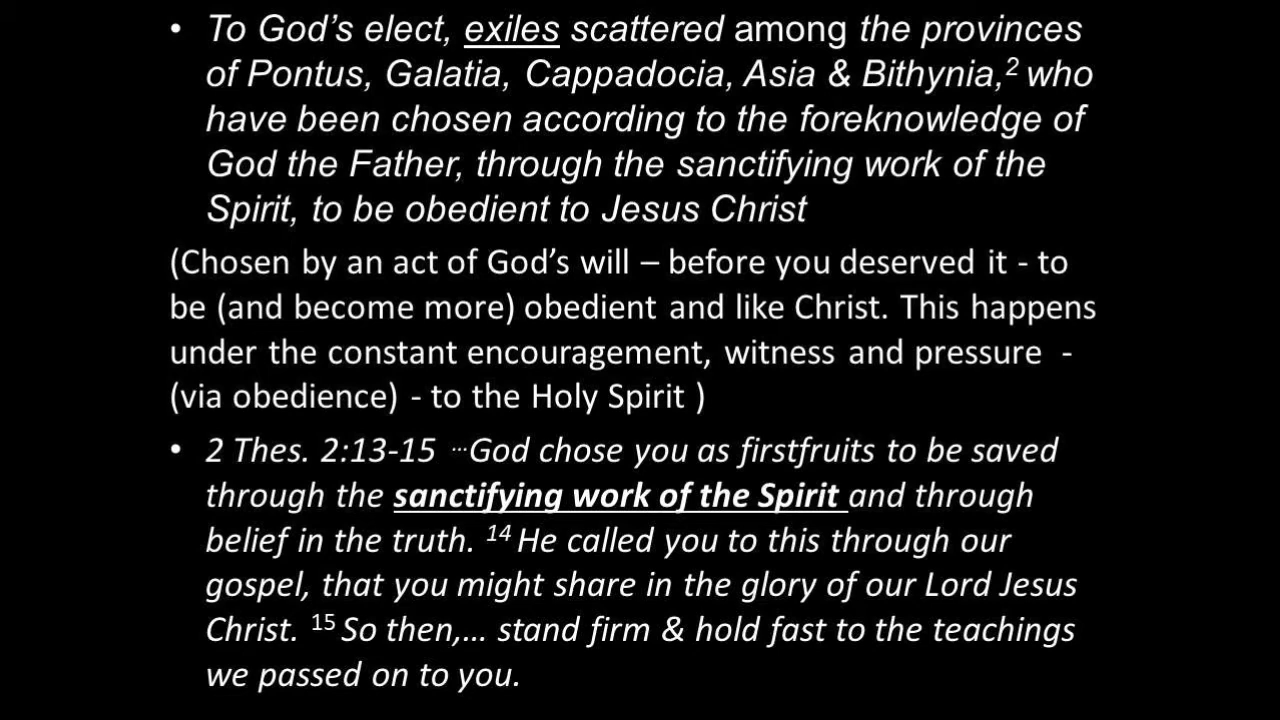 • To God’s elect, exiles scattered among the provinces
of Pontus, Galatia, Cappadocia, Asia & Bithynia,2 who
have been chosen according to the foreknowledge of
God the Father, through the sanctifying work of the
Spirit, to be obedient to Jesus Christ
(Chosen by an act of God’s will – before you deserved it - to
be (and become more) obedient and like Christ. This happens
under the constant encouragement, witness and pressure -
(via obedience) - to the Holy Spirit )
• 2 Thes. 2:13-15 ...God chose you as firstfruits to be saved
through the sanctifying work of the Spirit and through
belief in the truth. 14 He called you to this through our
gospel, that you might share in the glory of our Lord Jesus
Christ. 15 So then,... stand firm & hold fast to the teachings
we passed on to you.